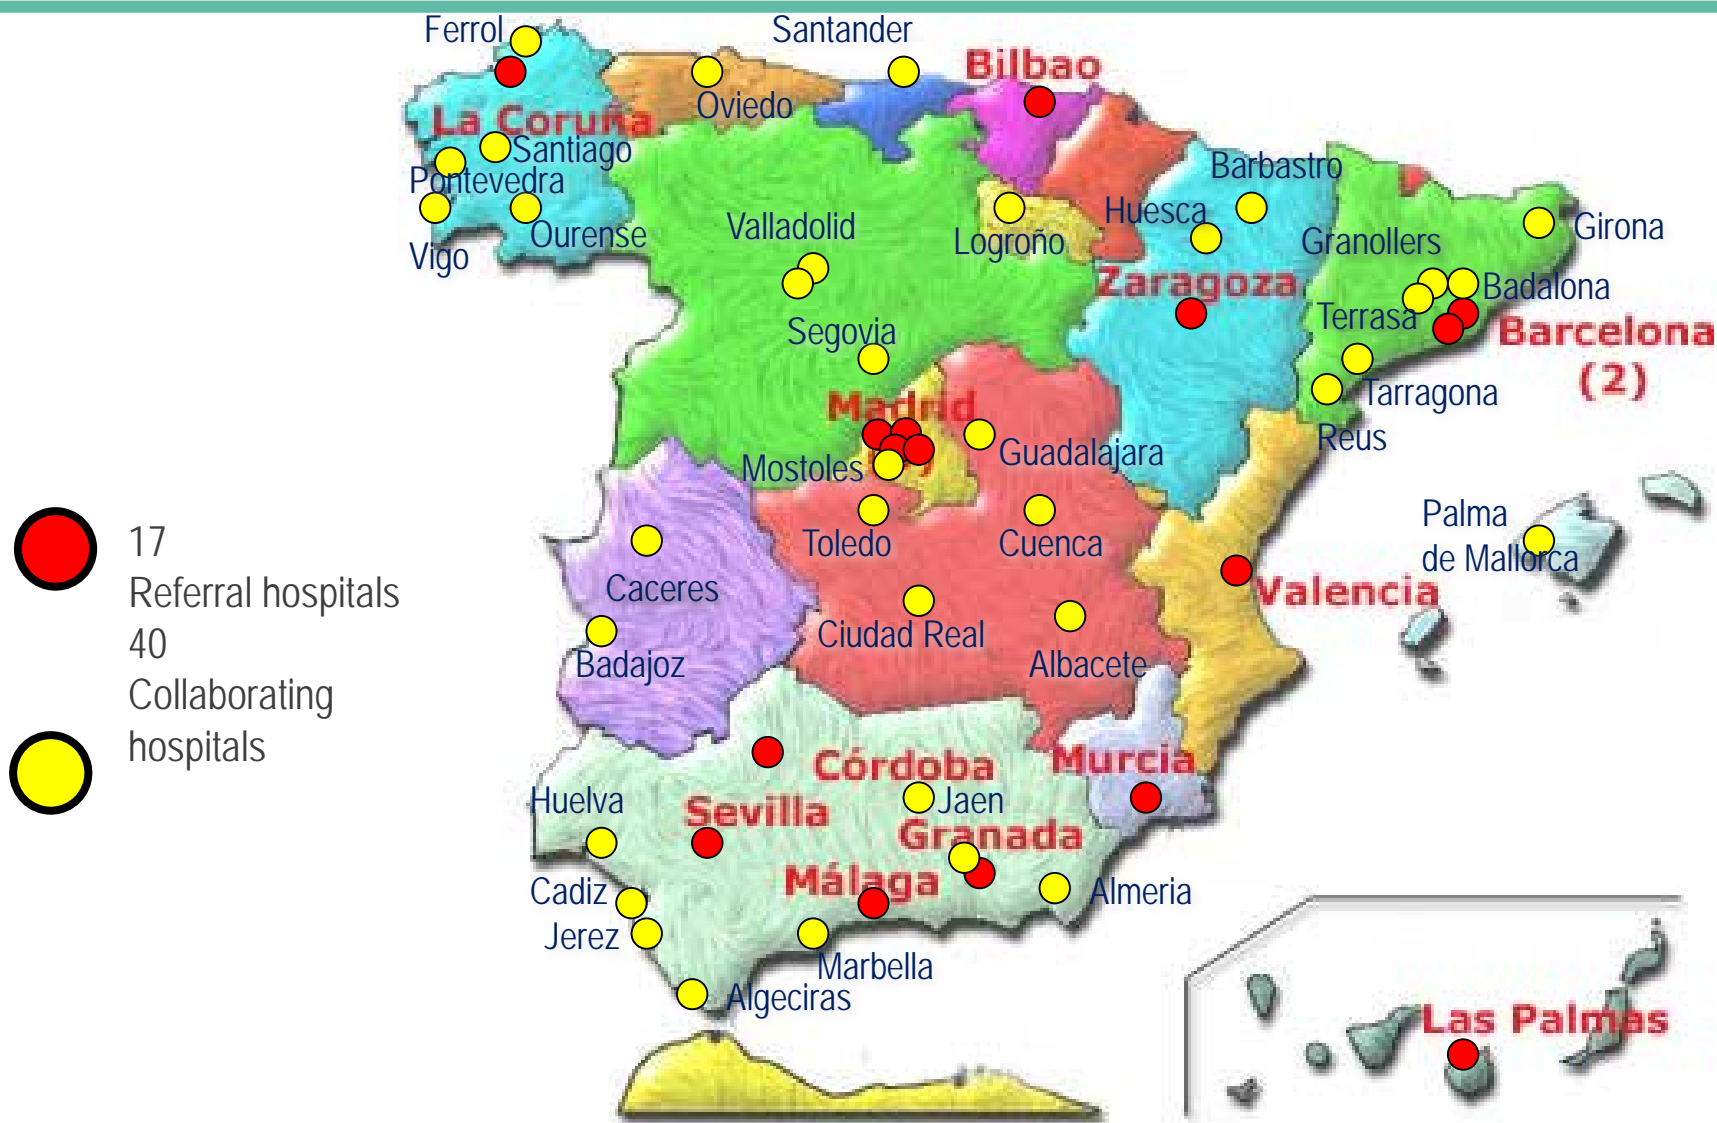 Ferrol
Santander
Bilbao
Oviedo
La Coruña
Santiago
Pontevedra
Barbastro
Huesca
Valladolid
Ourense
Logroño
Granollers
Girona
Vigo
Zaragoza
Badalona
Segovia
Terrasa
Barcelona
(2)
Madrid
Tarragona
Reus
Mostoles
Guadalajara
17
Referral hospitals
40
Collaborating
hospitals
Toledo
Cuenca
Palma
de Mallorca
Caceres
Valencia
Ciudad Real
Badajoz
Albacete
Córdoba
Murcia
Huelva
Sevilla
Jaen
Granada
Málaga
Cadiz
Almeria
Jerez
Marbella
Algeciras
Las Palmas